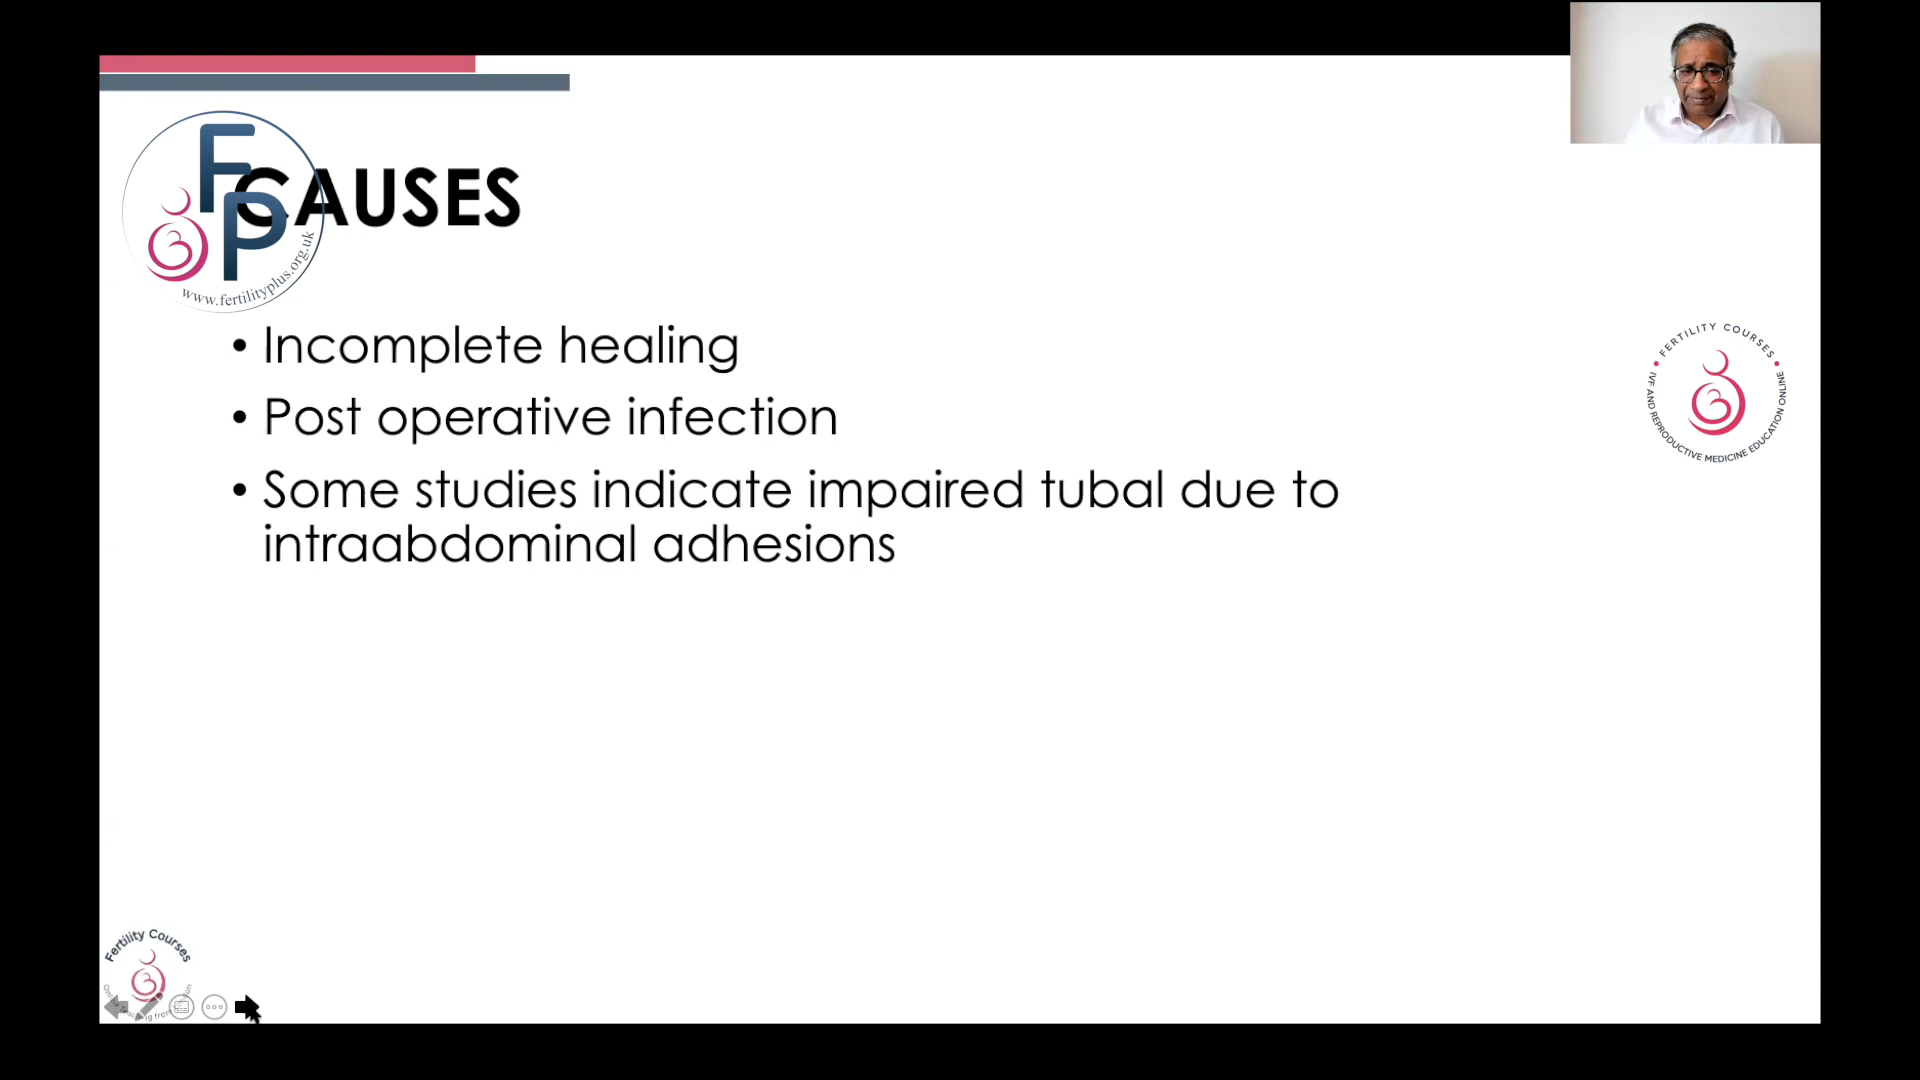 FP
CAUSES
www.fertilityplus.org.uk
• Incomplete healing
• Post operative infection
• Some studies indicate impaired tubal due to
intraabdominal adhesions
FERTILITY COURSES
IVF AND REPRODUCTIVE MEDICINE EDUCATION ONLINE
Fertility Courses